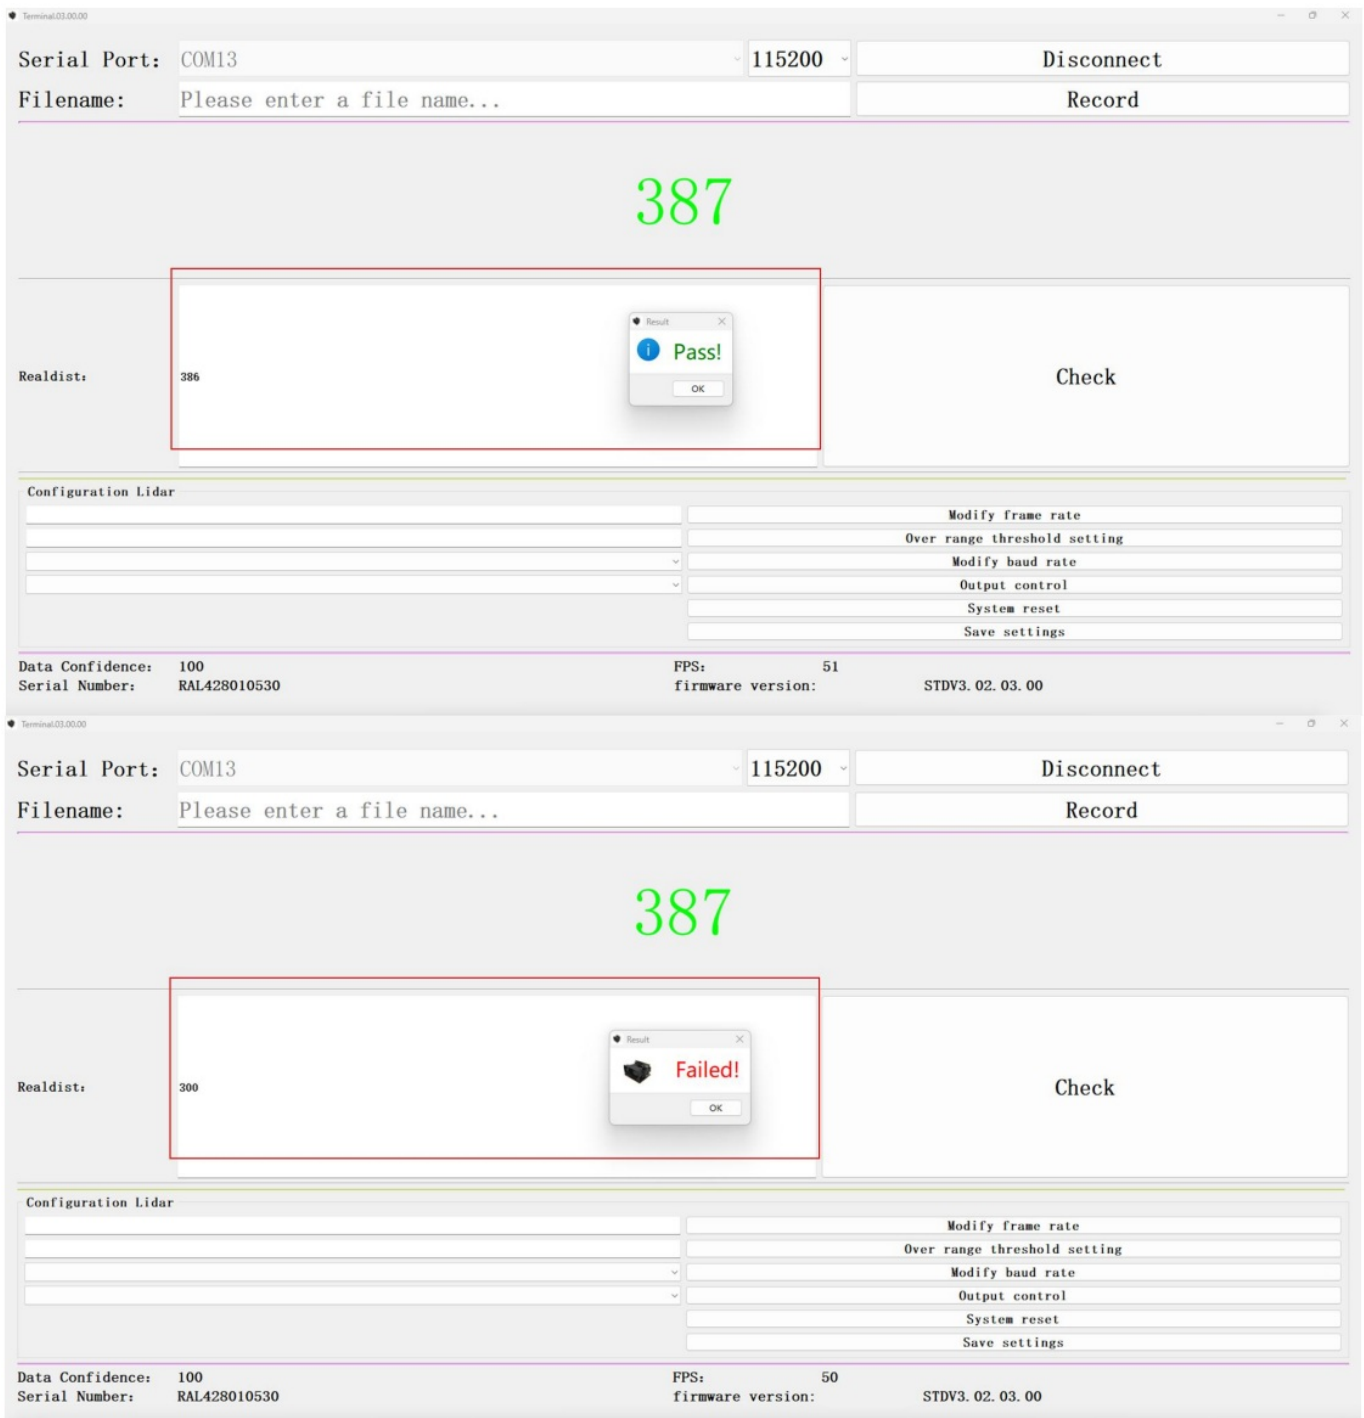 Terminal.03.00.00
Serial Port: COM13 115200 Disconnect
Filename: Please enter a file name... Record
387
Result
Pass!
Realdist: 386 Check
OK
Configuration Lidar
Modify frame rate
Over range threshold setting
Modify baud rate
Output control
System reset
Save settings
Data Confidence: 100 FPS: 51
Serial Number: RAL428010530 firmware version: STDV3.02.03.00
Terminal.03.00.00
Serial Port: COM13 115200 Disconnect
Filename: Please enter a file name... Record
387
Result
Failed!
Realdist: 300 Check
OK
Configuration Lidar
Modify frame rate
Over range threshold setting
Modify baud rate
Output control
System reset
Save settings
Data Confidence: 100 FPS: 50
Serial Number: RAL428010530 firmware version: STDV3.02.03.00